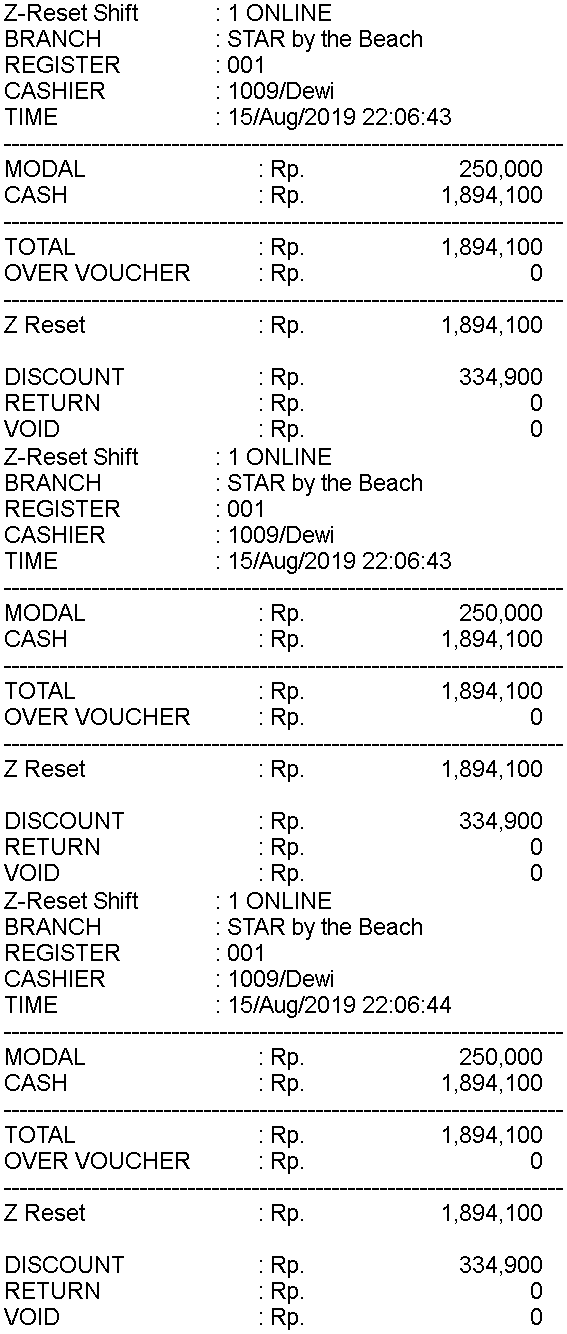 Z-Reset Shift : 1 ONLINE
BRANCH : STAR by the Beach
REGISTER : 001
CASHIER : 1009/Dewi
TIME : 15/Aug/2019 22:06:43
--------------------------------------------------------------------------------
MODAL : Rp. 250,000
CASH : Rp. 1,894,100
--------------------------------------------------------------------------------
TOTAL : Rp. 1,894,100
OVER VOUCHER : Rp. 0
--------------------------------------------------------------------------------
Z Reset : Rp. 1,894,100
DISCOUNT : Rp. 334,900
RETURN : Rp. 0
VOID : Rp. 0
Z-Reset Shift : 1 ONLINE
BRANCH : STAR by the Beach
REGISTER : 001
CASHIER : 1009/Dewi
TIME : 15/Aug/2019 22:06:43
--------------------------------------------------------------------------------
MODAL : Rp. 250,000
CASH : Rp. 1,894,100
--------------------------------------------------------------------------------
TOTAL : Rp. 1,894,100
OVER VOUCHER : Rp. 0
--------------------------------------------------------------------------------
Z Reset : Rp. 1,894,100
DISCOUNT : Rp. 334,900
RETURN : Rp. 0
VOID : Rp. 0
Z-Reset Shift : 1 ONLINE
BRANCH : STAR by the Beach
REGISTER : 001
CASHIER : 1009/Dewi
TIME : 15/Aug/2019 22:06:44
--------------------------------------------------------------------------------
MODAL : Rp. 250,000
CASH : Rp. 1,894,100
--------------------------------------------------------------------------------
TOTAL : Rp. 1,894,100
OVER VOUCHER : Rp. 0
--------------------------------------------------------------------------------
Z Reset : Rp. 1,894,100
DISCOUNT : Rp. 334,900
RETURN : Rp. 0
VOID : Rp. 0